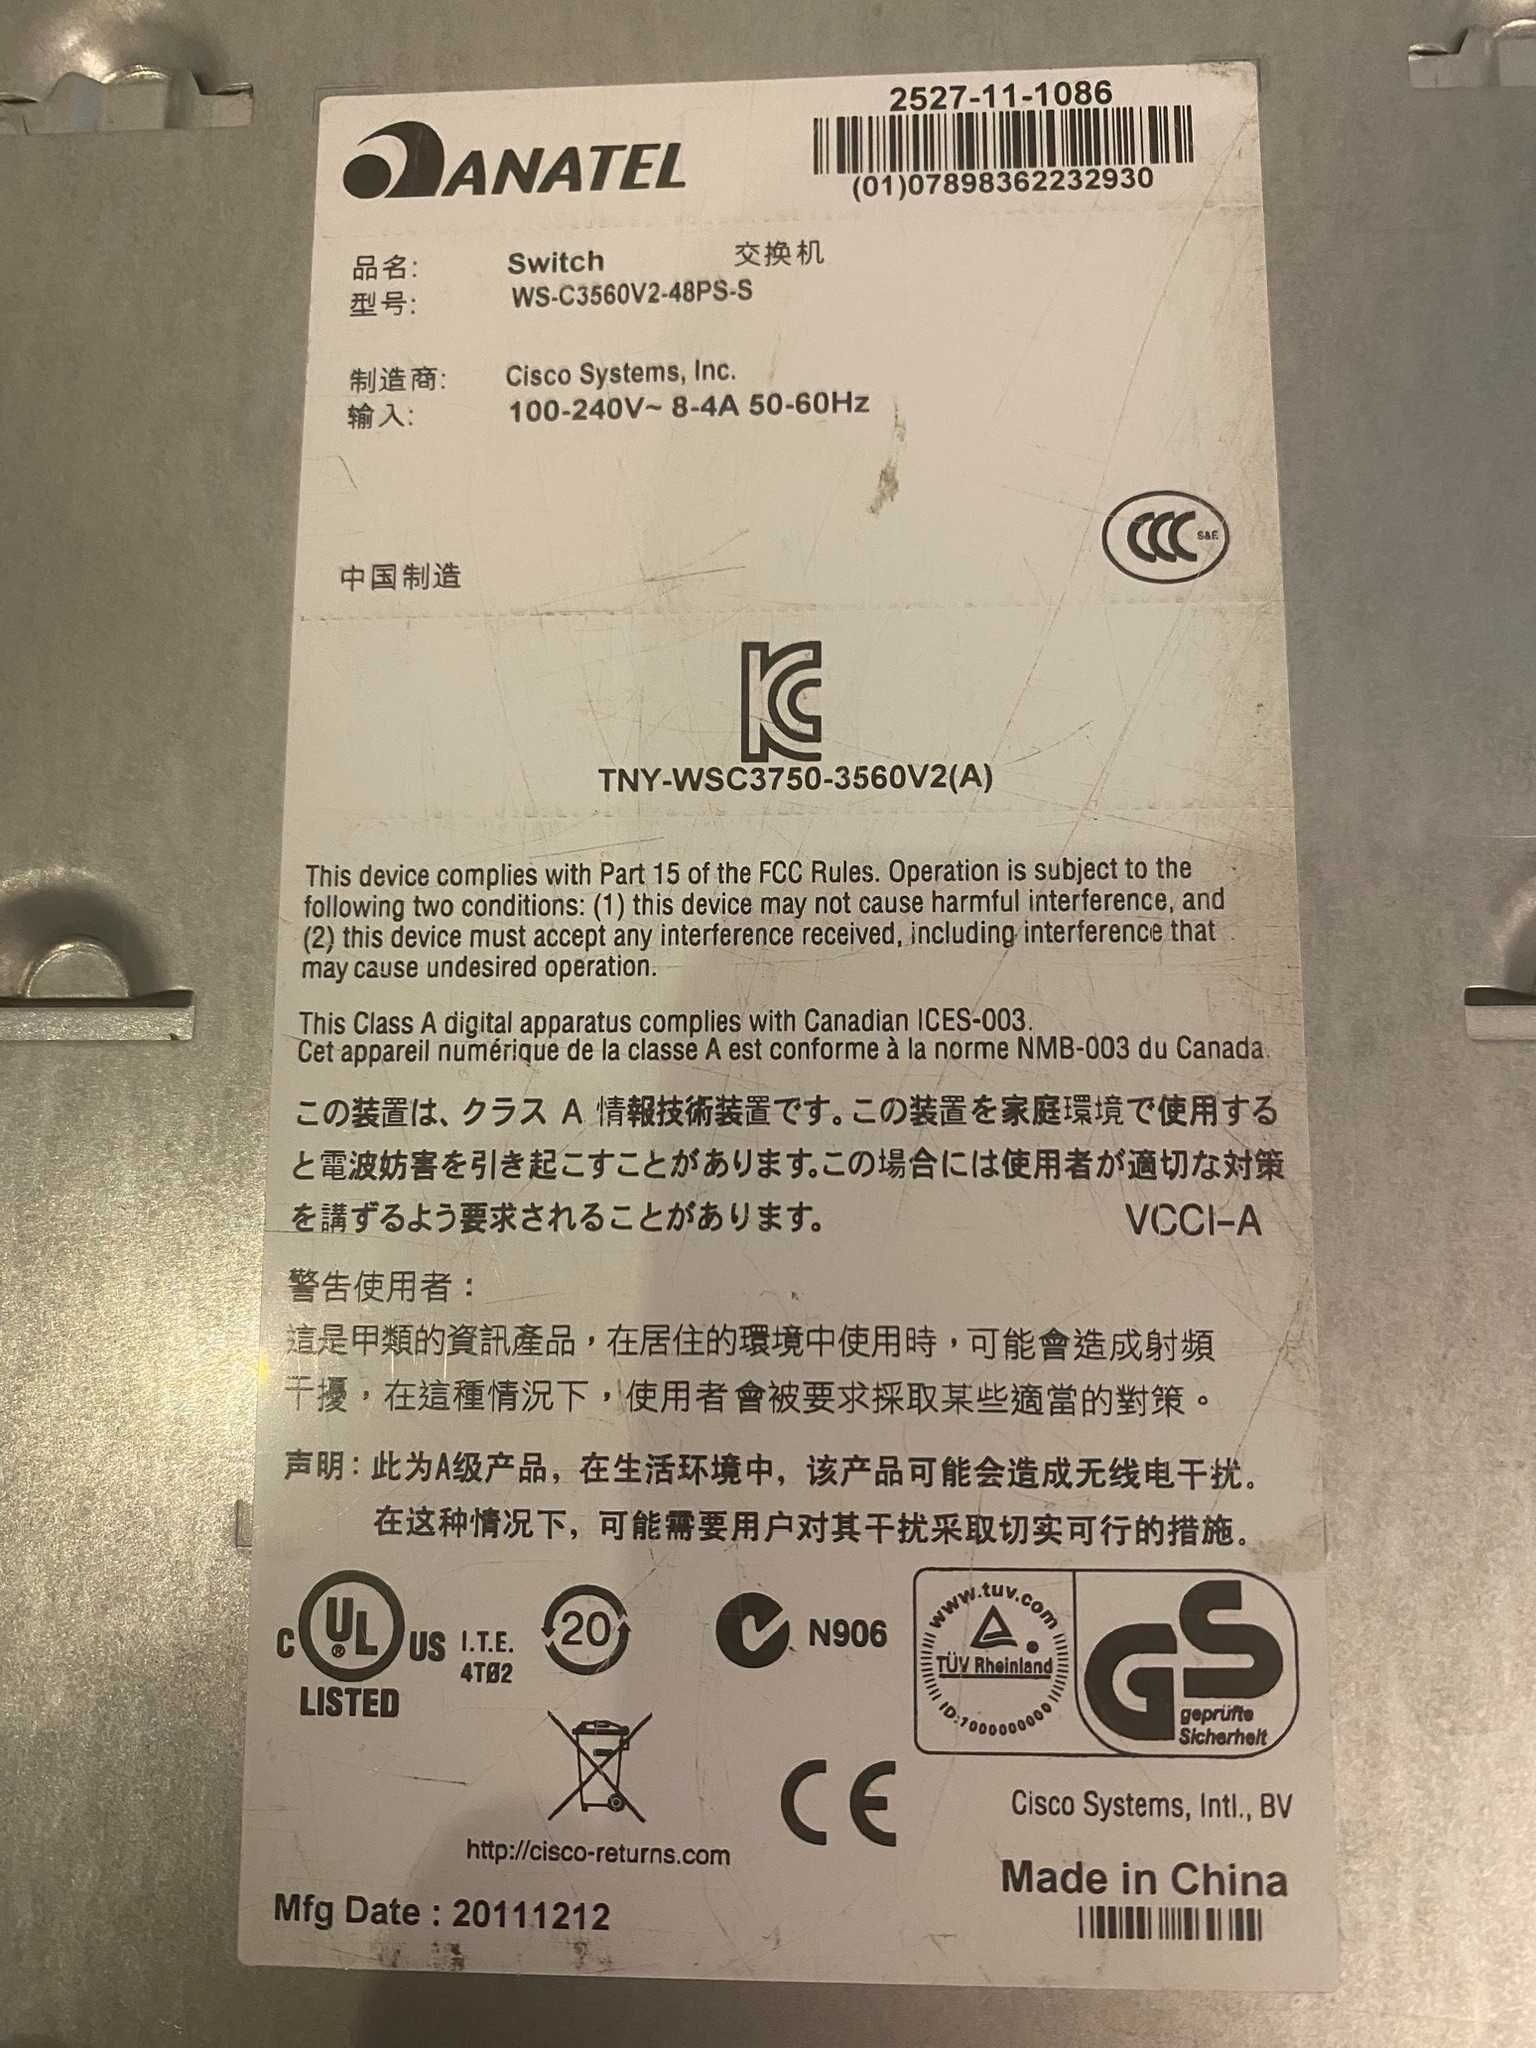 ANATEL
2527-11-1086
(01)07898362232930
品名: Switch 交换机
型号: WS-C3560V2-48PS-S
制造商: Cisco Systems, Inc.
输入: 100-240V~ 8-4A 50-60Hz
CCC S&E
中国制造
KC
TNY-WSC3750-3560V2(A)
This device complies with Part 15 of the FCC Rules. Operation is subject to the
following two conditions: (1) this device may not cause harmful interference, and
(2) this device must accept any interference received, including interference that
may cause undesired operation.
This Class A digital apparatus complies with Canadian ICES-003.
Cet appareil numérique de la classe A est conforme à la norme NMB-003 du Canada.
この装置は、クラス A 情報技術装置です。この装置を家庭環境で使用する
と電波妨害を引き起こすことがあります。この場合には使用者が適切な対策
を講ずるよう要求されることがあります。 VCCI-A
警告使用者：
這是甲類的資訊產品，在居住的環境中使用時，可能會造成射頻
干擾，在這種情況下，使用者會被要求採取某些適當的對策。
声明：此为A级产品，在生活环境中，该产品可能会造成无线电干扰。
在这种情况下，可能需要用户对其干扰采取切实可行的措施。
C UL ® US LISTED
I.T.E.
4TØ2
20
N906
www.tuv.com
TÜV Rheinland
ID:1000000000
GS
geprüfte
Sicherheit
CE
Cisco Systems, Intl., BV
http://cisco-returns.com
Made in China
Mfg Date : 20111212